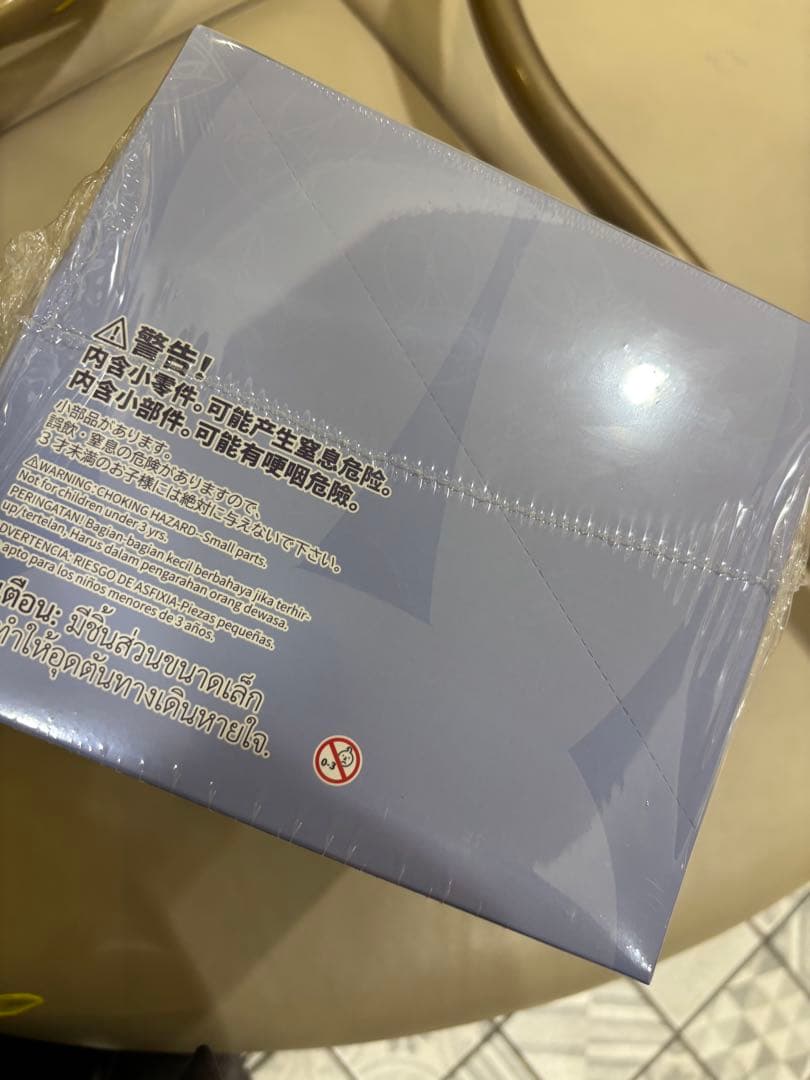 警告!
内含小零件。可能产生窒息危险。
内含小部件。可能有哽咽危險。
小部品があります。
誤飲・窒息の危険がありますので、
3才未満のお子様には絶対に与えないで下さい。
WARNING:CHOKING HAZARD--Small parts.
Not for children under 3 yrs.
PERINGATAN! Bagian-bagian kecil berbahaya jika terhir-
up/tertelan. Harus dalam pengarahan orang dewasa.
DVERTENCIA: RIESGO DE ASFIXIA-Piezas pequeñas.
apto para los niños menores de 3 años.
เตือน: มีชิ้นส่วนขนาดเล็ก
ทำให้อุดตันทางเดินหายใจ.
0-3